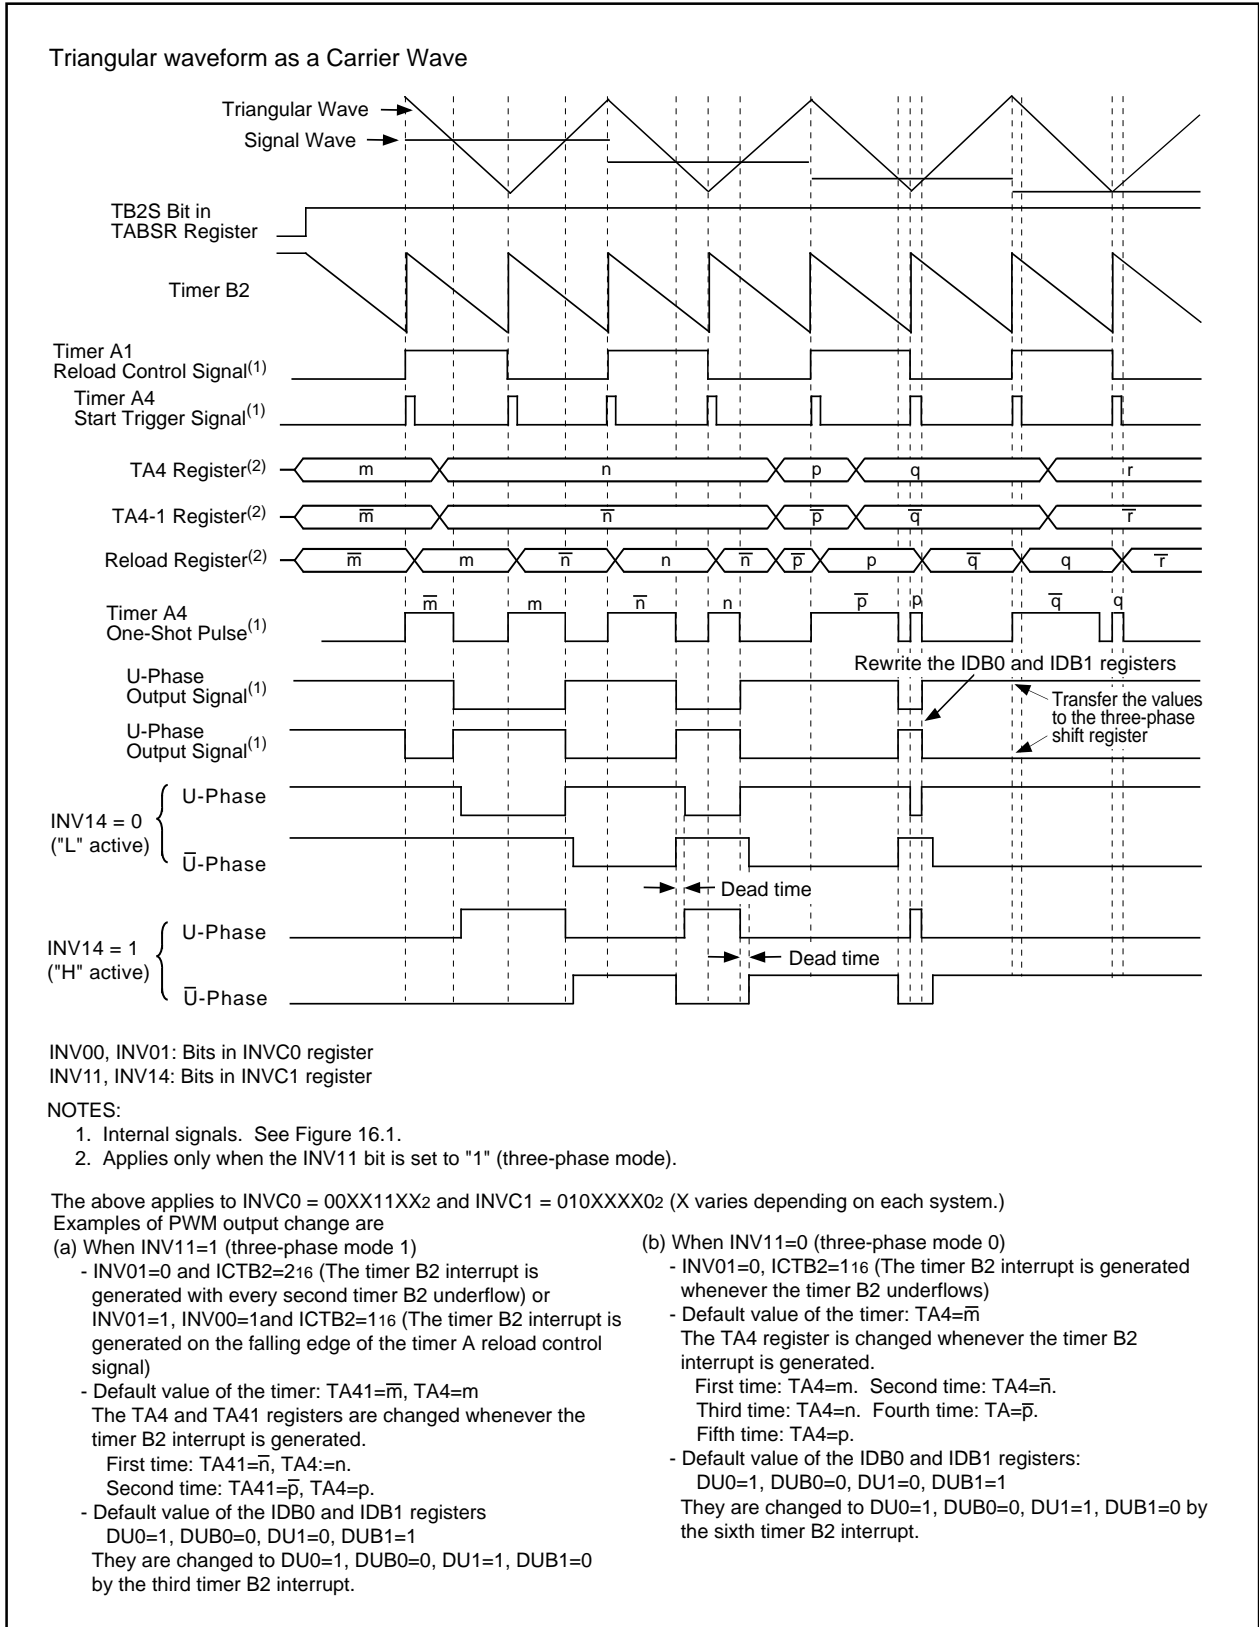 Triangular waveform as a Carrier Wave
Triangular Wave
Signal Wave
TB2S Bit in
TABSR Register
Timer B2
Timer A1
Reload Control Signal(1)
Timer A4
Start Trigger Signal(1)
TA4 Register(2)
m n p q r
TA4-1 Register(2)
m̅ n̅ p̅ q̅ r̅
Reload Register(2)
m̅ m n̅ n n̅ p̅ p q̅ q r̅
Timer A4
One-Shot Pulse(1)
m̅ m n̅ n p̅ p q̅ q
Rewrite the IDB0 and IDB1 registers
U-Phase
Output Signal(1)
Transfer the values
to the three-phase
shift register
U-Phase
Output Signal(1)
INV14 = 0
("L" active)
U-Phase
U̅-Phase
Dead time
INV14 = 1
("H" active)
U-Phase
Dead time
U̅-Phase
INV00, INV01: Bits in INVC0 register
INV11, INV14: Bits in INVC1 register
NOTES:
1. Internal signals. See Figure 16.1.
2. Applies only when the INV11 bit is set to "1" (three-phase mode).
The above applies to INVC0 = 00XX11XX2 and INVC1 = 010XXXX02 (X varies depending on each system.)
Examples of PWM output change are
(a) When INV11=1 (three-phase mode 1)
- INV01=0 and ICTB2=216 (The timer B2 interrupt is
generated with every second timer B2 underflow) or
INV01=1, INV00=1and ICTB2=116 (The timer B2 interrupt is
generated on the falling edge of the timer A reload control
signal)
- Default value of the timer: TA41=m̅, TA4=m
The TA4 and TA41 registers are changed whenever the
timer B2 interrupt is generated.
First time: TA41=n̅, TA4:=n.
Second time: TA41=p̅, TA4=p.
- Default value of the IDB0 and IDB1 registers
DU0=1, DUB0=0, DU1=0, DUB1=1
They are changed to DU0=1, DUB0=0, DU1=1, DUB1=0
by the third timer B2 interrupt.
(b) When INV11=0 (three-phase mode 0)
- INV01=0, ICTB2=116 (The timer B2 interrupt is generated
whenever the timer B2 underflows)
- Default value of the timer: TA4=m̅
The TA4 register is changed whenever the timer B2
interrupt is generated.
First time: TA4=m. Second time: TA4=n̅.
Third time: TA4=n. Fourth time: TA=p̅.
Fifth time: TA4=p.
- Default value of the IDB0 and IDB1 registers:
DU0=1, DUB0=0, DU1=0, DUB1=1
They are changed to DU0=1, DUB0=0, DU1=1, DUB1=0 by
the sixth timer B2 interrupt.